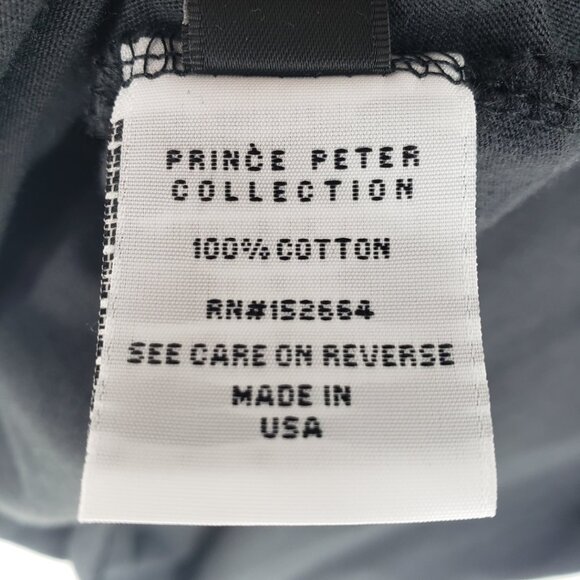 PRINCE PETER
COLLECTION
100% COTTON
RN#152664
SEE CARE ON REVERSE
MADE IN
USA